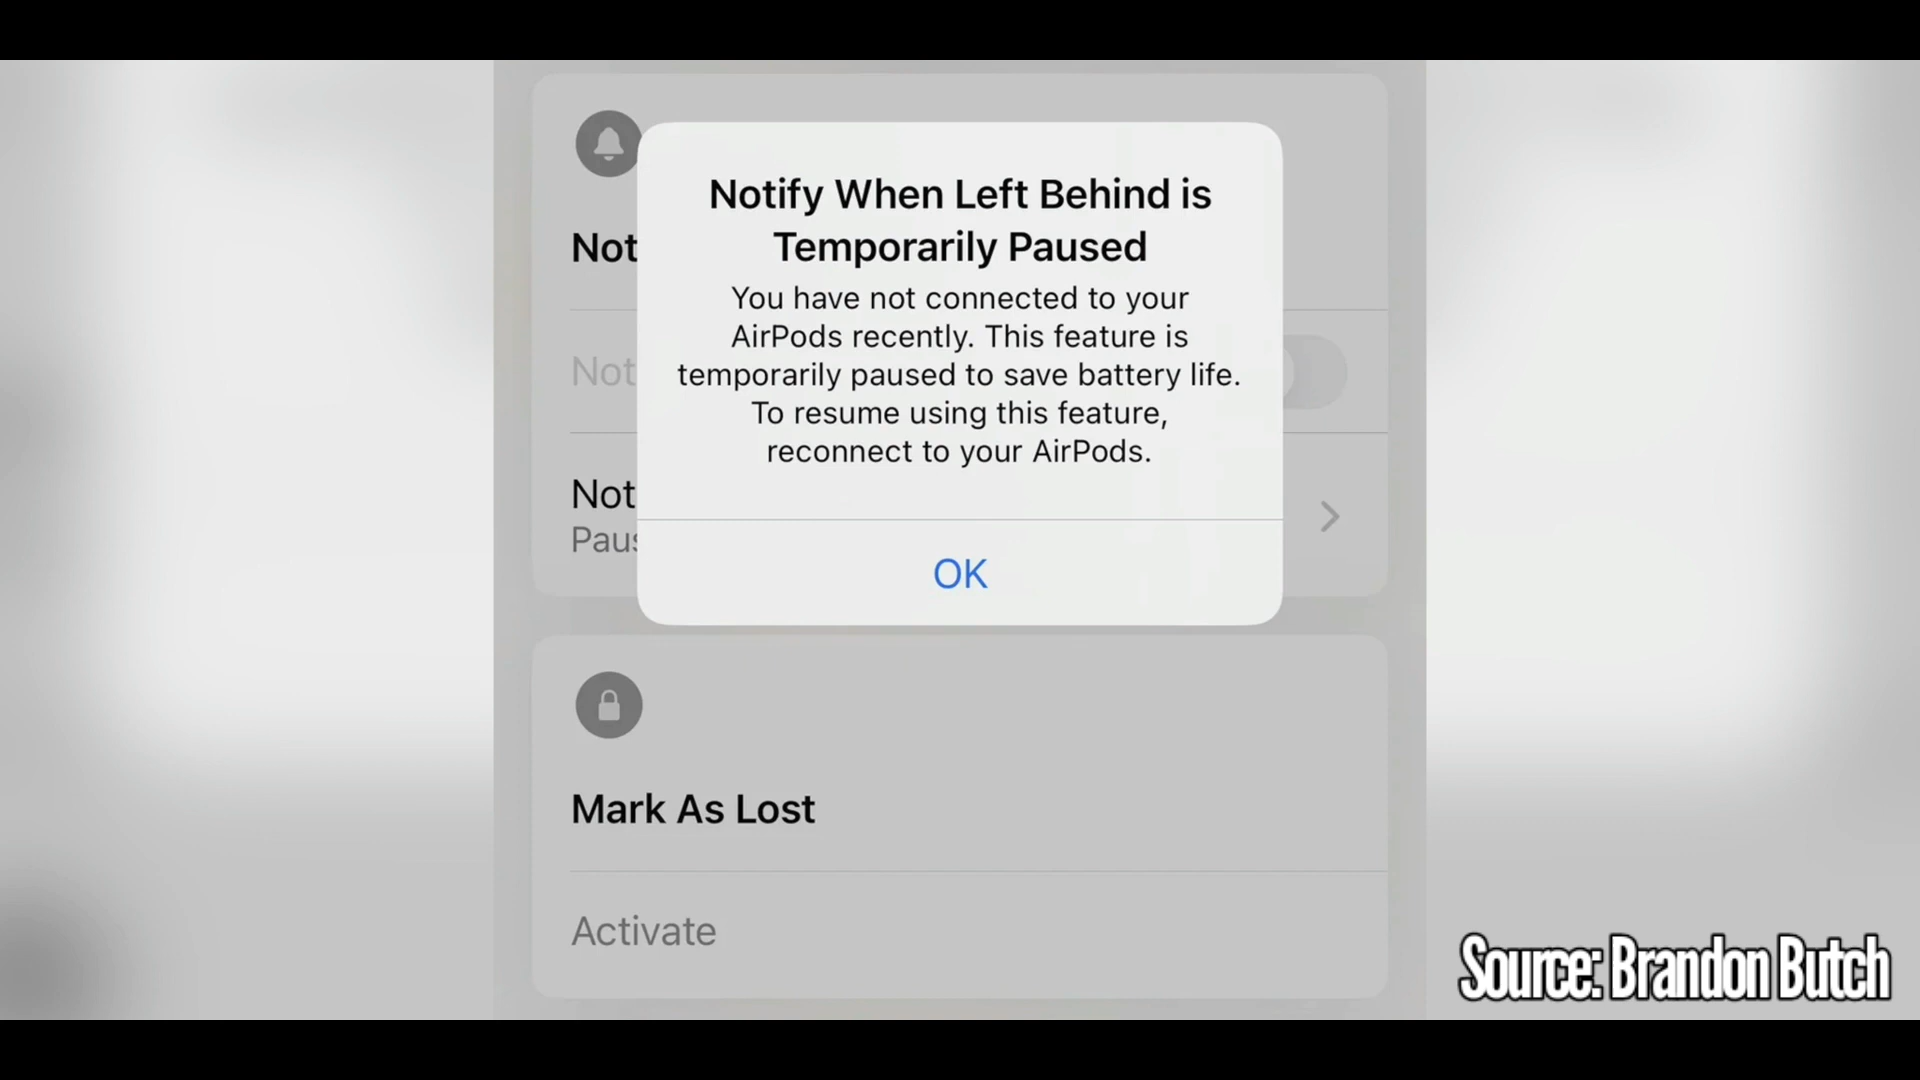 Notify When Left Behind is
Temporarily Paused
You have not connected to your
AirPods recently. This feature is
temporarily paused to save battery life.
To resume using this feature,
reconnect to your AirPods.
OK
Not
Not
Not
Mark As Lost
Activate
Source: Brandon Butch